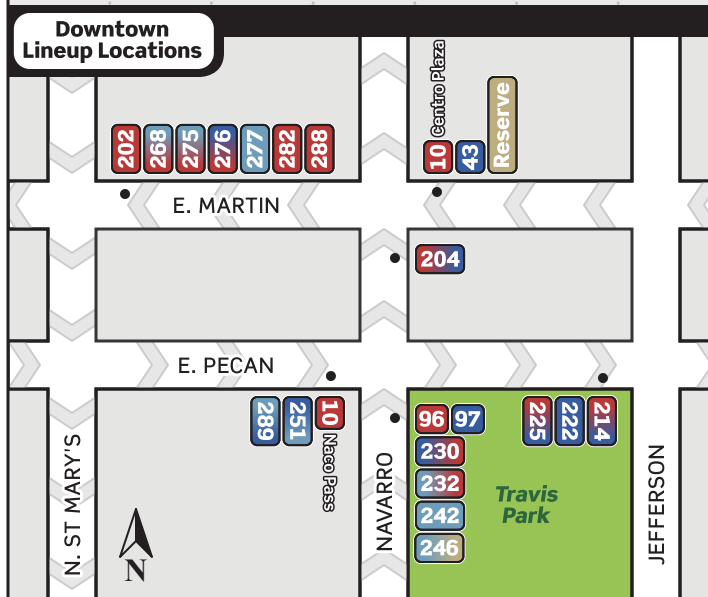 Downtown
Lineup Locations
202
268
275
276
277
282
288
10
Centro Plaza
43
Reserve
E. MARTIN
204
E. PECAN
289
251
10
Naco Pass
96
97
225
222
214
230
232
242
246
Travis
Park
N. ST MARY'S
NAVARRO
JEFFERSON
N